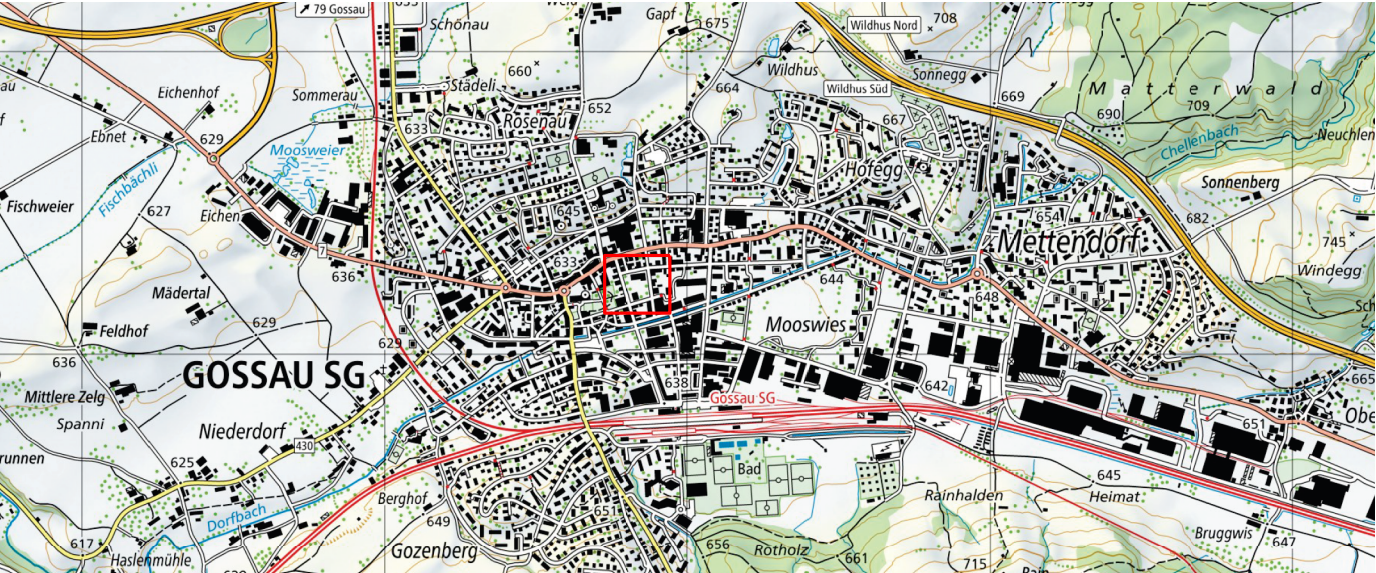 79 Gossau
Schönau
Gapf
675
Wildhus Nord
708
Eichenhof
Sommerau
660
Städeli
Wildhus
Sonnegg
Matterwald
709
Ebnet
629
633
Rosenau
652
664
Wildhus Süd
667
669
690
Chellenbach
Neuchlen
Moosweier
Fischbächli
Fischweier
627
Eichen
645
Hofegg
Sonnenberg
654
682
7
636
633
Mettendorf
745
Windegg
Mädertal
644
648
Feldhof
629
Mooswies
636
GOSSAU SG
629
638
642
665
Mittlere Zelg
Gossau SG
Spanni
Niederdorf
430
651
625
Bad
645
Berghof
Rainhalden
Heimat
Dorfbach
649
651
Bruggwis
647
617
Haslenmühle
Gozenberg
656
Rotholz
661
715